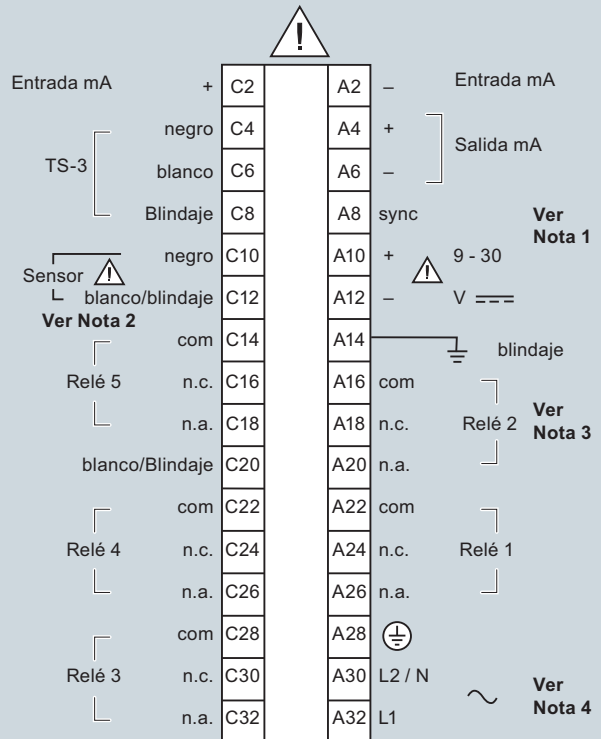 Entrada mA + C2 A2 – Entrada mA
negro C4 A4 +
Salida mA
TS-3 blanco C6 A6 –
Blindaje C8 A8 sync Ver
Nota 1
negro C10 A10 + 9 - 30
Sensor
blanco/blindaje C12 A12 – V
Ver Nota 2
com C14 A14 blindaje
Relé 5 n.c. C16 A16 com
n.a. C18 A18 n.c. Relé 2 Ver
Nota 3
blanco/Blindaje C20 A20 n.a.
com C22 A22 com
Relé 4 n.c. C24 A24 n.c. Relé 1
n.a. C26 A26 n.a.
com C28 A28
Relé 3 n.c. C30 A30 L2 / N
Ver
Nota 4
n.a. C32 A32 L1